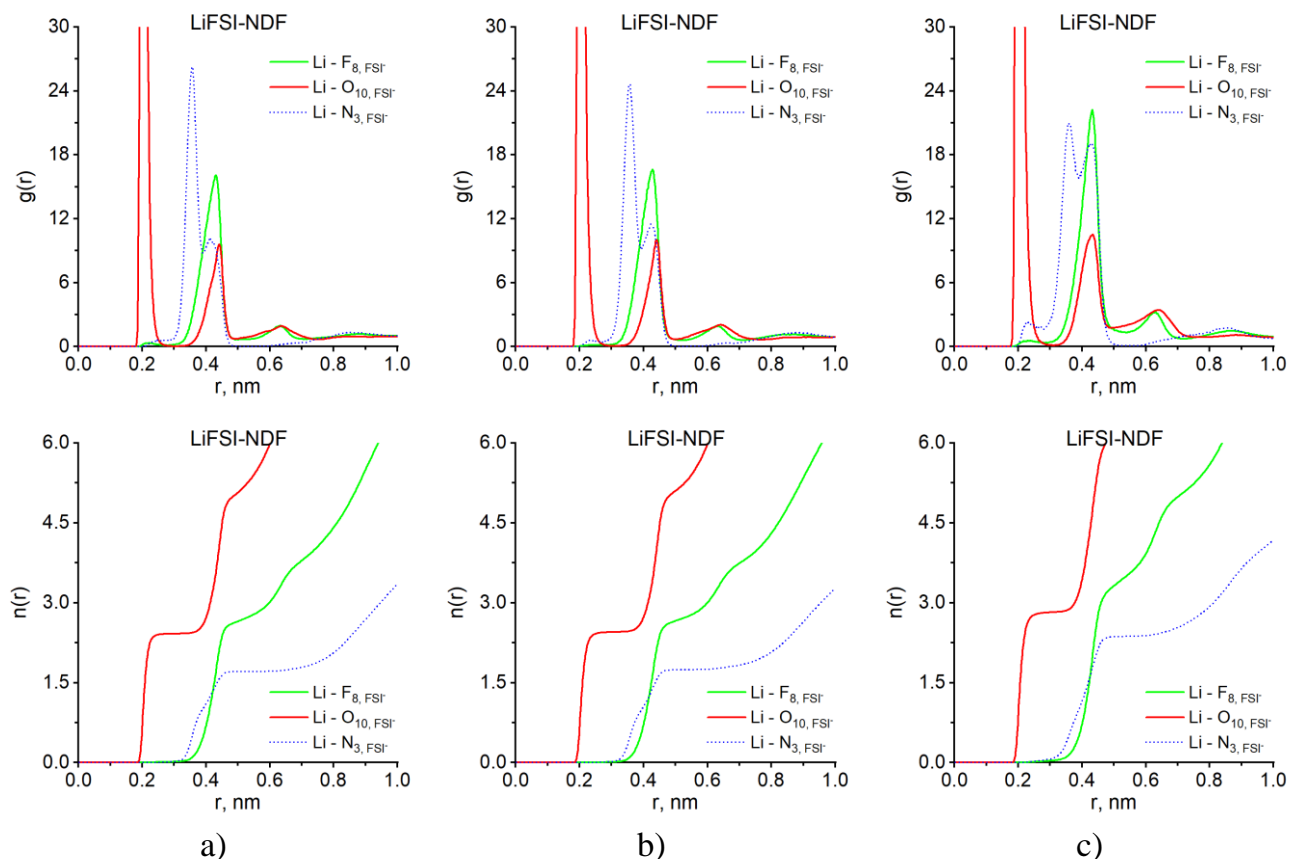 LiFSI-NDF
30
24
18
12
6
0
g(r)
Li - F8, FSI-
Li - O10, FSI-
Li - N3, FSI-
0.0 0.2 0.4 0.6 0.8 1.0
r, nm
LiFSI-NDF
30
24
18
12
6
0
g(r)
Li - F8, FSI-
Li - O10, FSI-
Li - N3, FSI-
0.0 0.2 0.4 0.6 0.8 1.0
r, nm
LiFSI-NDF
30
24
18
12
6
0
g(r)
Li - F8, FSI-
Li - O10, FSI-
Li - N3, FSI-
0.0 0.2 0.4 0.6 0.8 1.0
r, nm
LiFSI-NDF
6.0
4.5
3.0
1.5
0.0
n(r)
Li - F8, FSI-
Li - O10, FSI-
Li - N3, FSI-
0.0 0.2 0.4 0.6 0.8 1.0
r, nm
a)
LiFSI-NDF
6.0
4.5
3.0
1.5
0.0
n(r)
Li - F8, FSI-
Li - O10, FSI-
Li - N3, FSI-
0.0 0.2 0.4 0.6 0.8 1.0
r, nm
b)
LiFSI-NDF
6.0
4.5
3.0
1.5
0.0
n(r)
Li - F8, FSI-
Li - O10, FSI-
Li - N3, FSI-
0.0 0.2 0.4 0.6 0.8 1.0
r, nm
c)